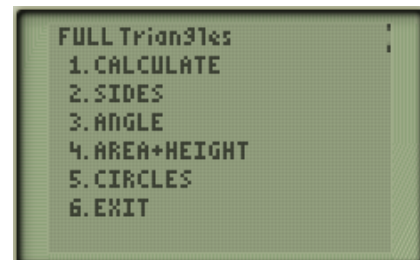 FULL Triangles
1.CALCULATE
2.SIDES
3.ANGLE
4.AREA+HEIGHT
5.CIRCLES
6.EXIT